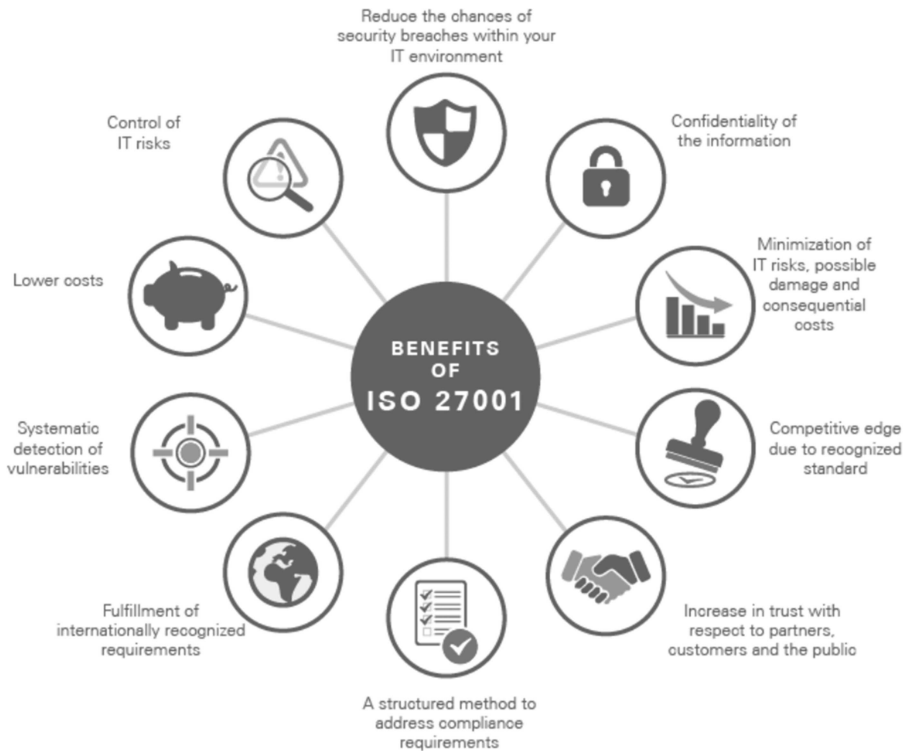 Reduce the chances of
security breaches within your
IT environment
Control of
IT risks
Confidentiality of
the information
Lower costs
Minimization of
IT risks, possible
damage and
consequential
costs
BENEFITS
OF
ISO 27001
Systematic
detection of
vulnerabilities
Competitive edge
due to recognized
standard
Fulfillment of
internationally recognized
requirements
Increase in trust with
respect to partners,
customers and the public
A structured method to
address compliance
requirements